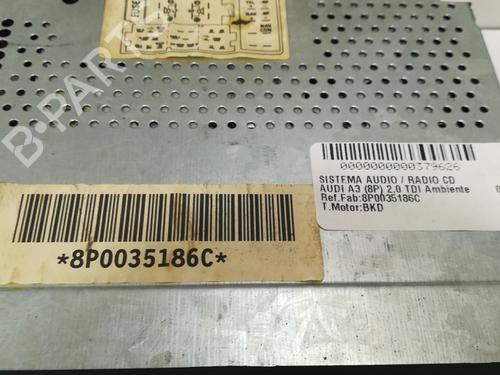 FUSE
B-PARTS
0000000000379626
SISTEMA AUDIO / RADIO CD
AUDI A3 (8P) 2.0 TDI Ambiente
Ref.Fab:8P0035186C
T.Motor:BKD
*8P0035186C*